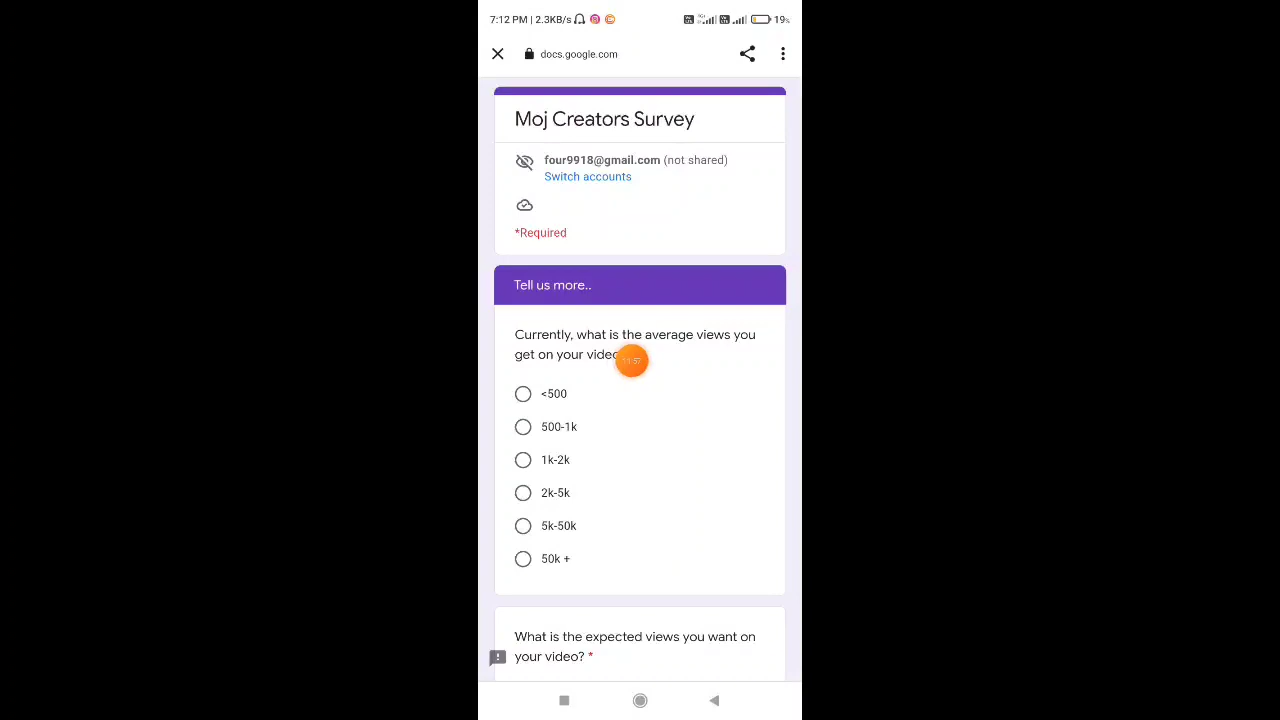 7:12 PM | 2.3KB/s 19%
docs.google.com
Moj Creators Survey
four9918@gmail.com (not shared)
Switch accounts
*Required
Tell us more..
Currently, what is the average views you
get on your video
11:57
<500
500-1k
1k-2k
2k-5k
5k-50k
50k +
What is the expected views you want on
your video? *